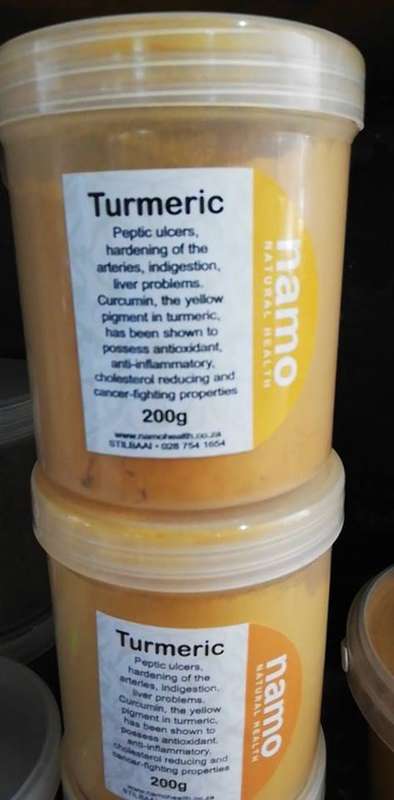 Turmeric
Peptic ulcers,
hardening of the
arteries, indigestion,
liver problems.
Curcumin, the yellow
pigment in turmeric,
has been shown to
possess antioxidant,
anti-inflammatory,
cholesterol reducing and
cancer-fighting properties
200g
www.namohealth.co.za
STILBAAI • 028 754 1654
namo
NATURAL HEALTH
Turmeric
Peptic ulcers,
hardening of the
arteries, indigestion,
liver problems.
Curcumin, the yellow
pigment in turmeric,
has been shown to
possess antioxidant,
anti-inflammatory,
cholesterol reducing and
cancer-fighting properties
200g
www.namohealth.co.za
namo
NATURAL HEALTH